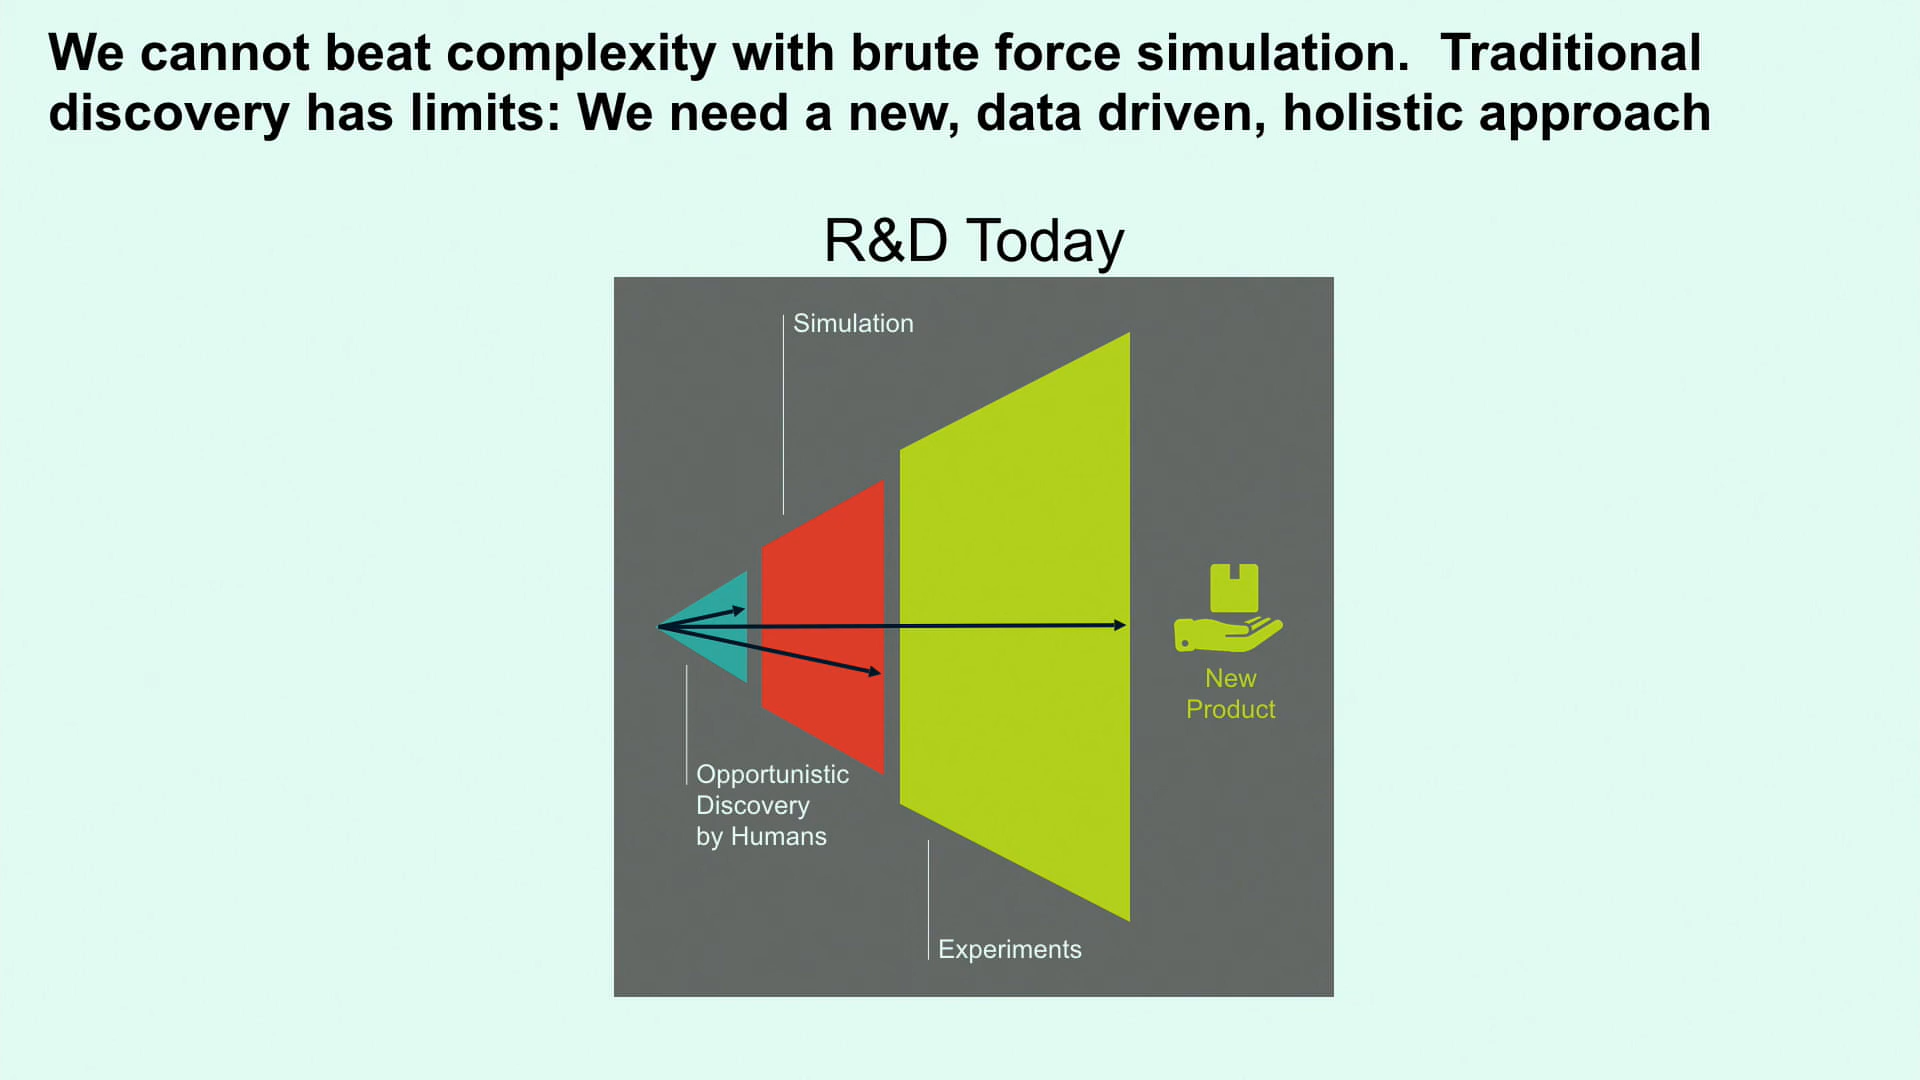 We cannot beat complexity with brute force simulation.  Traditional
discovery has limits: We need a new, data driven, holistic approach
R&D Today
Simulation
New
Product
Opportunistic
Discovery
by Humans
Experiments